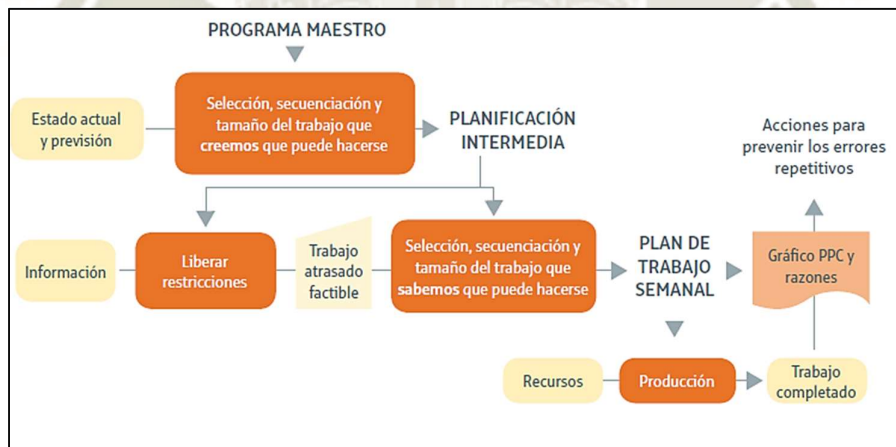 PROGRAMA MAESTRO
Estado actual
y previsión
Selección, secuenciación y
tamaño del trabajo que
creemos que puede hacerse
PLANIFICACIÓN
INTERMEDIA
Acciones para
prevenir los errores
repetitivos
Información
Liberar
restricciones
Trabajo
atrasado
factible
Selección, secuenciación y
tamaño del trabajo que
sabemos que puede hacerse
PLAN DE
TRABAJO
SEMANAL
Gráfico PPC y
razones
Recursos
Producción
Trabajo
completado